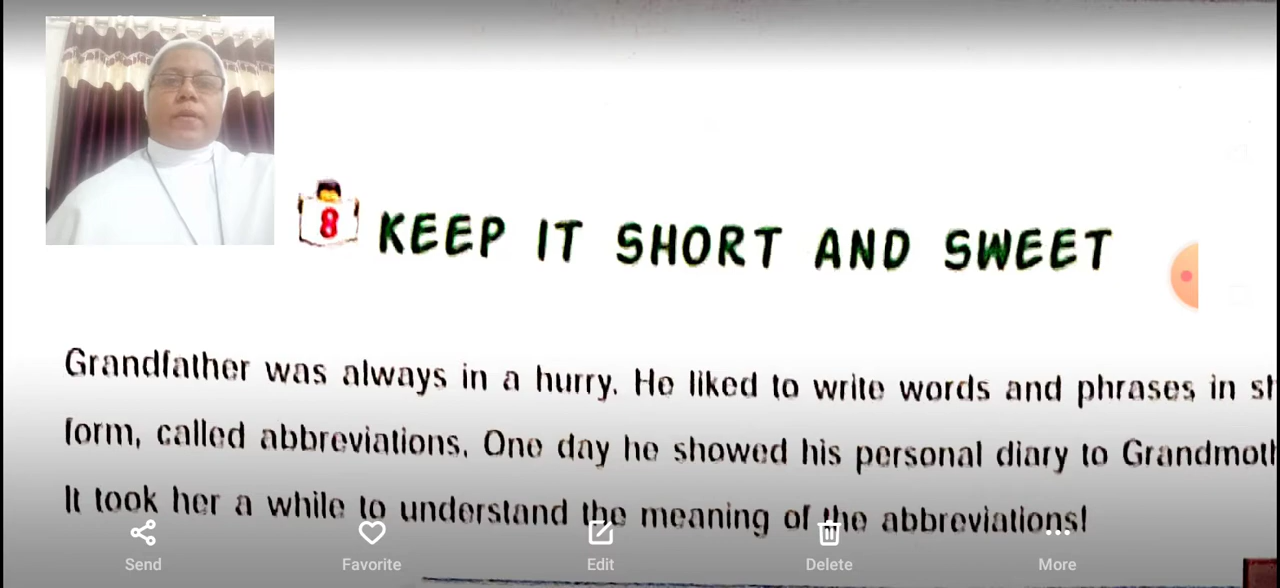 8 KEEP IT SHORT AND SWEET
Grandfather was always in a hurry. He liked to write words and phrases in sh
form, called abbreviations. One day he showed his personal diary to Grandmoth
It took her a while to understand the meaning of the abbreviations!
Send Favorite Edit Delete More